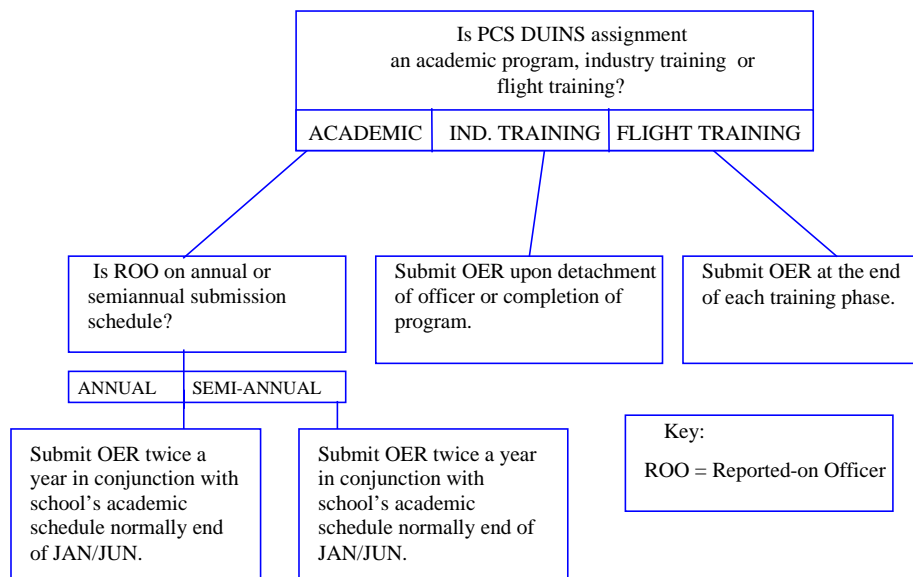 Is PCS DUINS assignment
an academic program, industry training or
flight training?
ACADEMIC IND. TRAINING FLIGHT TRAINING
Is ROO on annual or
semiannual submission
schedule?
Submit OER upon detachment
of officer or completion of
program.
Submit OER at the end
of each training phase.
ANNUAL SEMI-ANNUAL
Submit OER twice a
year in conjunction with
school’s academic
schedule normally end
of JAN/JUN.
Submit OER twice a year
in conjunction with
school’s academic
schedule normally end of
JAN/JUN.
Key:
ROO = Reported-on Officer